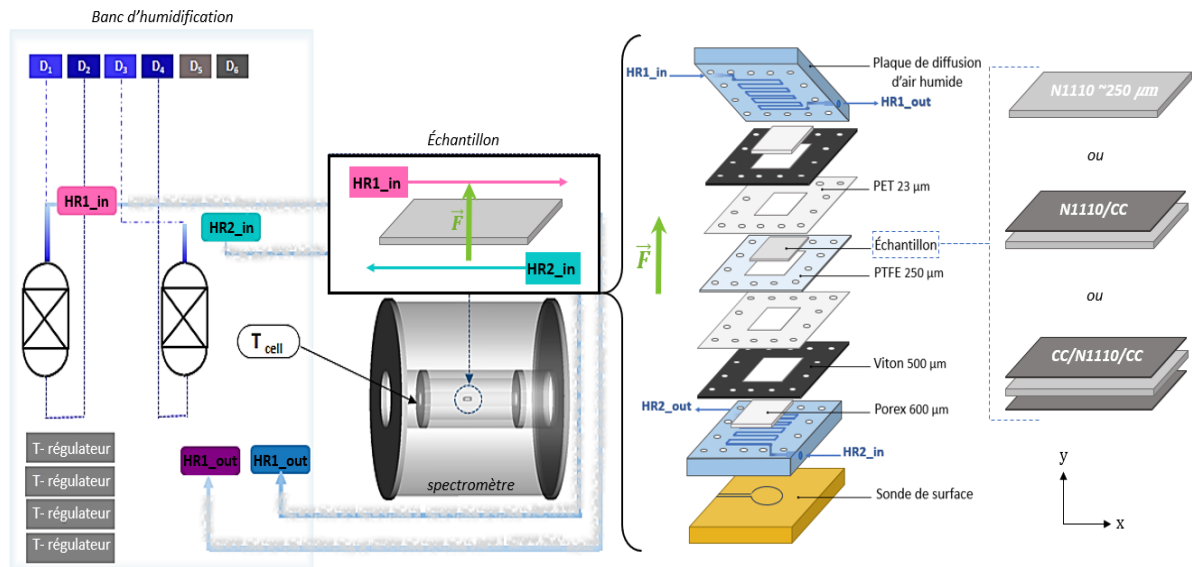 Banc d’humidification
D1 D2 D3 D4 D5 D6
HR1_in
HR2_in
T- régulateur
T- régulateur
T- régulateur
T- régulateur
HR1_out
HR1_out
Échantillon
HR1_in
F
HR2_in
T cell
spectromètre
HR1_in
Plaque de diffusion
d’air humide
HR1_out
PET 23 µm
F
Échantillon
PTFE 250 µm
Viton 500 µm
HR2_out
Porex 600 µm
HR2_in
Sonde de surface
N1110 ~250 µm
ou
N1110/CC
ou
CC/N1110/CC
y
x